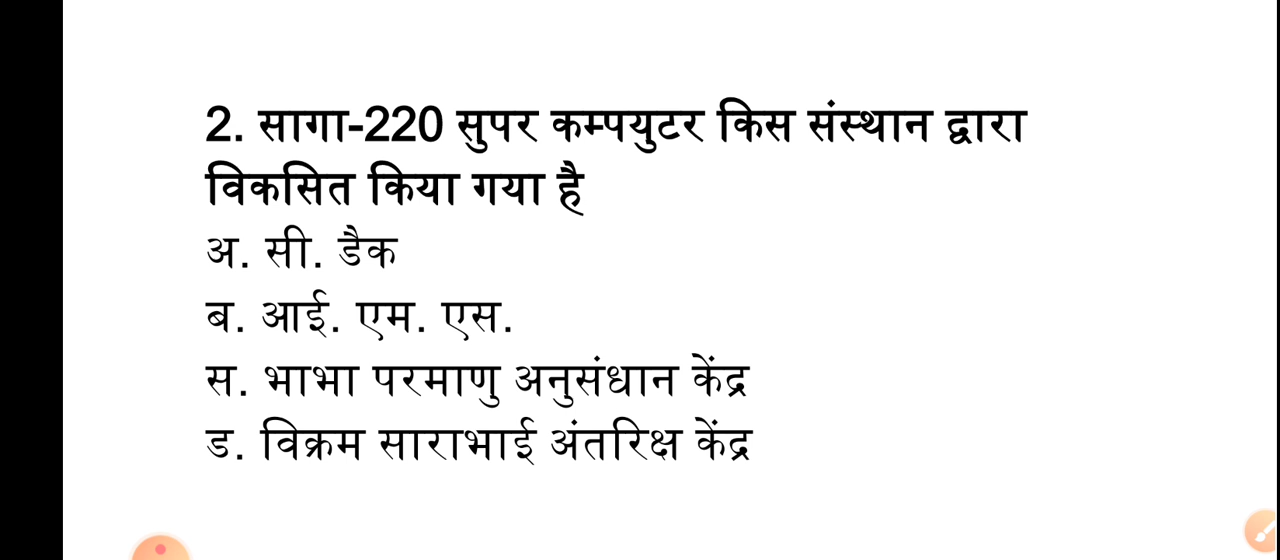 2. सागा-220 सुपर कम्पयुटर किस संस्थान द्वारा
विकसित किया गया है
अ. सी. डैक
ब. आई. एम. एस.
स. भाभा परमाणु अनुसंधान केंद्र
ड. विक्रम साराभाई अंतरिक्ष केंद्र